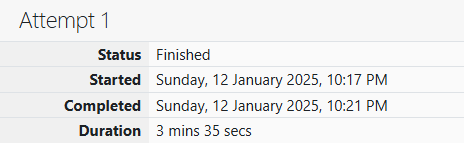 Attempt 1
Status Finished
Started Sunday, 12 January 2025, 10:17 PM
Completed Sunday, 12 January 2025, 10:21 PM
Duration 3 mins 35 secs